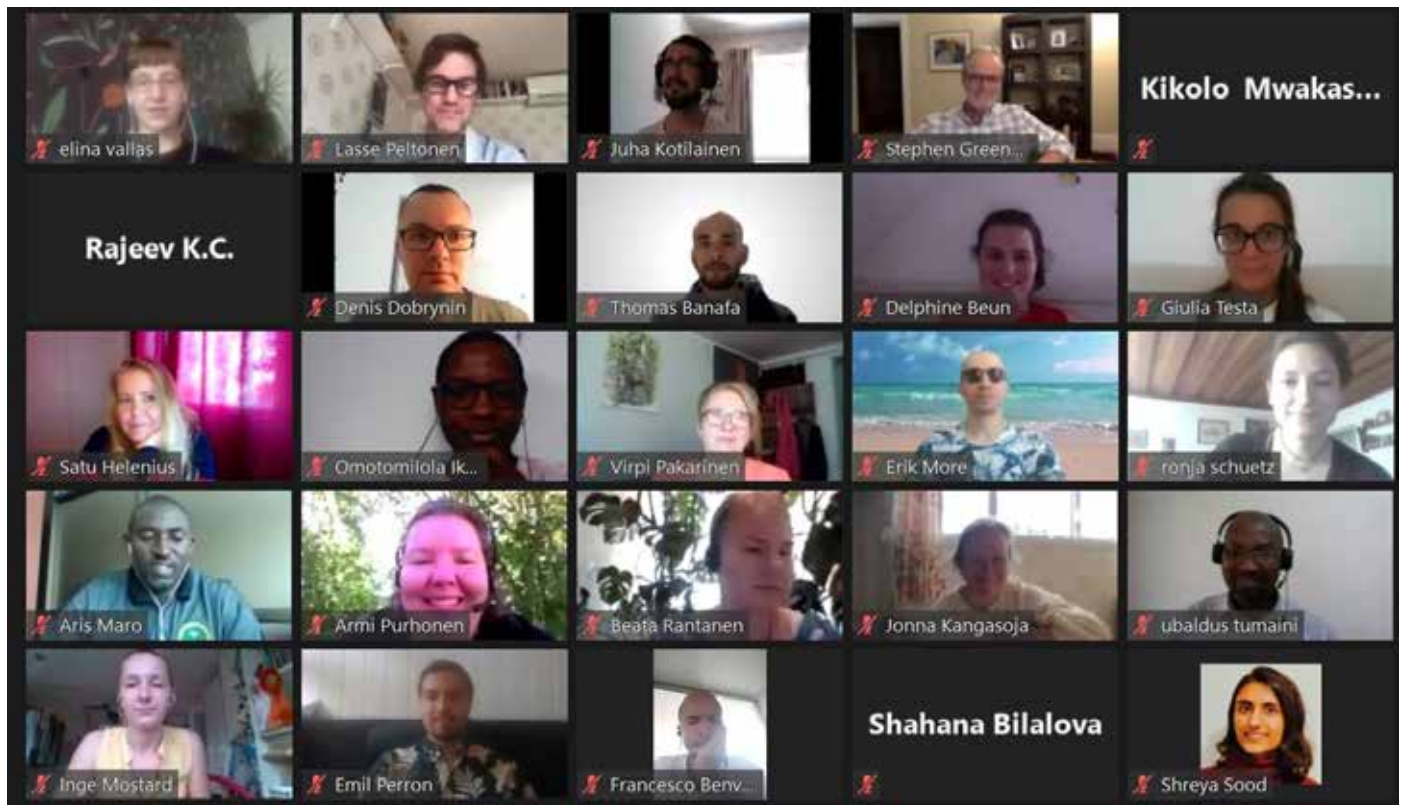 elina vallas
Lasse Peltonen
Juha Kotilainen
Stephen Green...
Kikolo Mwakas...
Rajeev K.C.
Denis Dobrynin
Thomas Banafa
Delphine Beun
Giulia Testa
Satu Helenius
Omotomilola Ik...
Virpi Pakarinen
Erik More
ronja schuetz
Aris Maro
Armi Purhonen
Beata Rantanen
Jonna Kangasoja
ubaldus tumaini
Inge Mostard
Emil Perron
Francesco Benv...
Shahana Bilalova
Shreya Sood